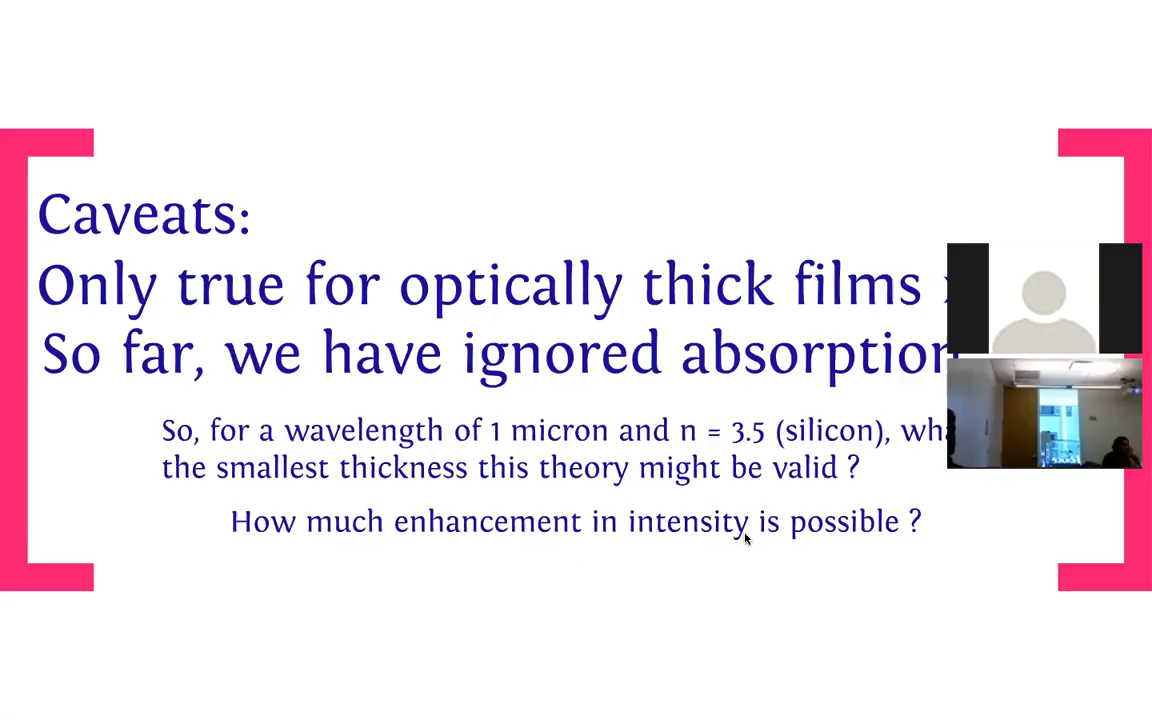 Caveats:
Only true for optically thick films
So far, we have ignored absorption
So, for a wavelength of 1 micron and n = 3.5 (silicon),
the smallest thickness this theory might be valid ?
How much enhancement in intensity is possible ?